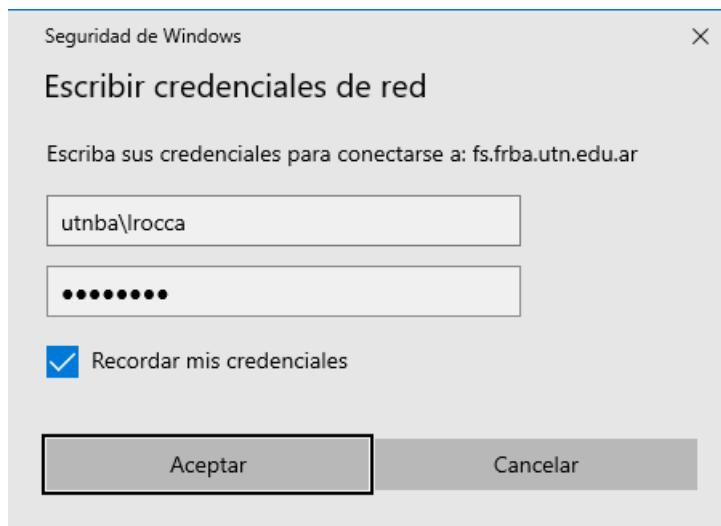 Seguridad de Windows
Escribir credenciales de red
Escriba sus credenciales para conectarse a: fs.frba.utn.edu.ar
utnba\lrocca
●●●●●●●●
Recordar mis credenciales
Aceptar
Cancelar